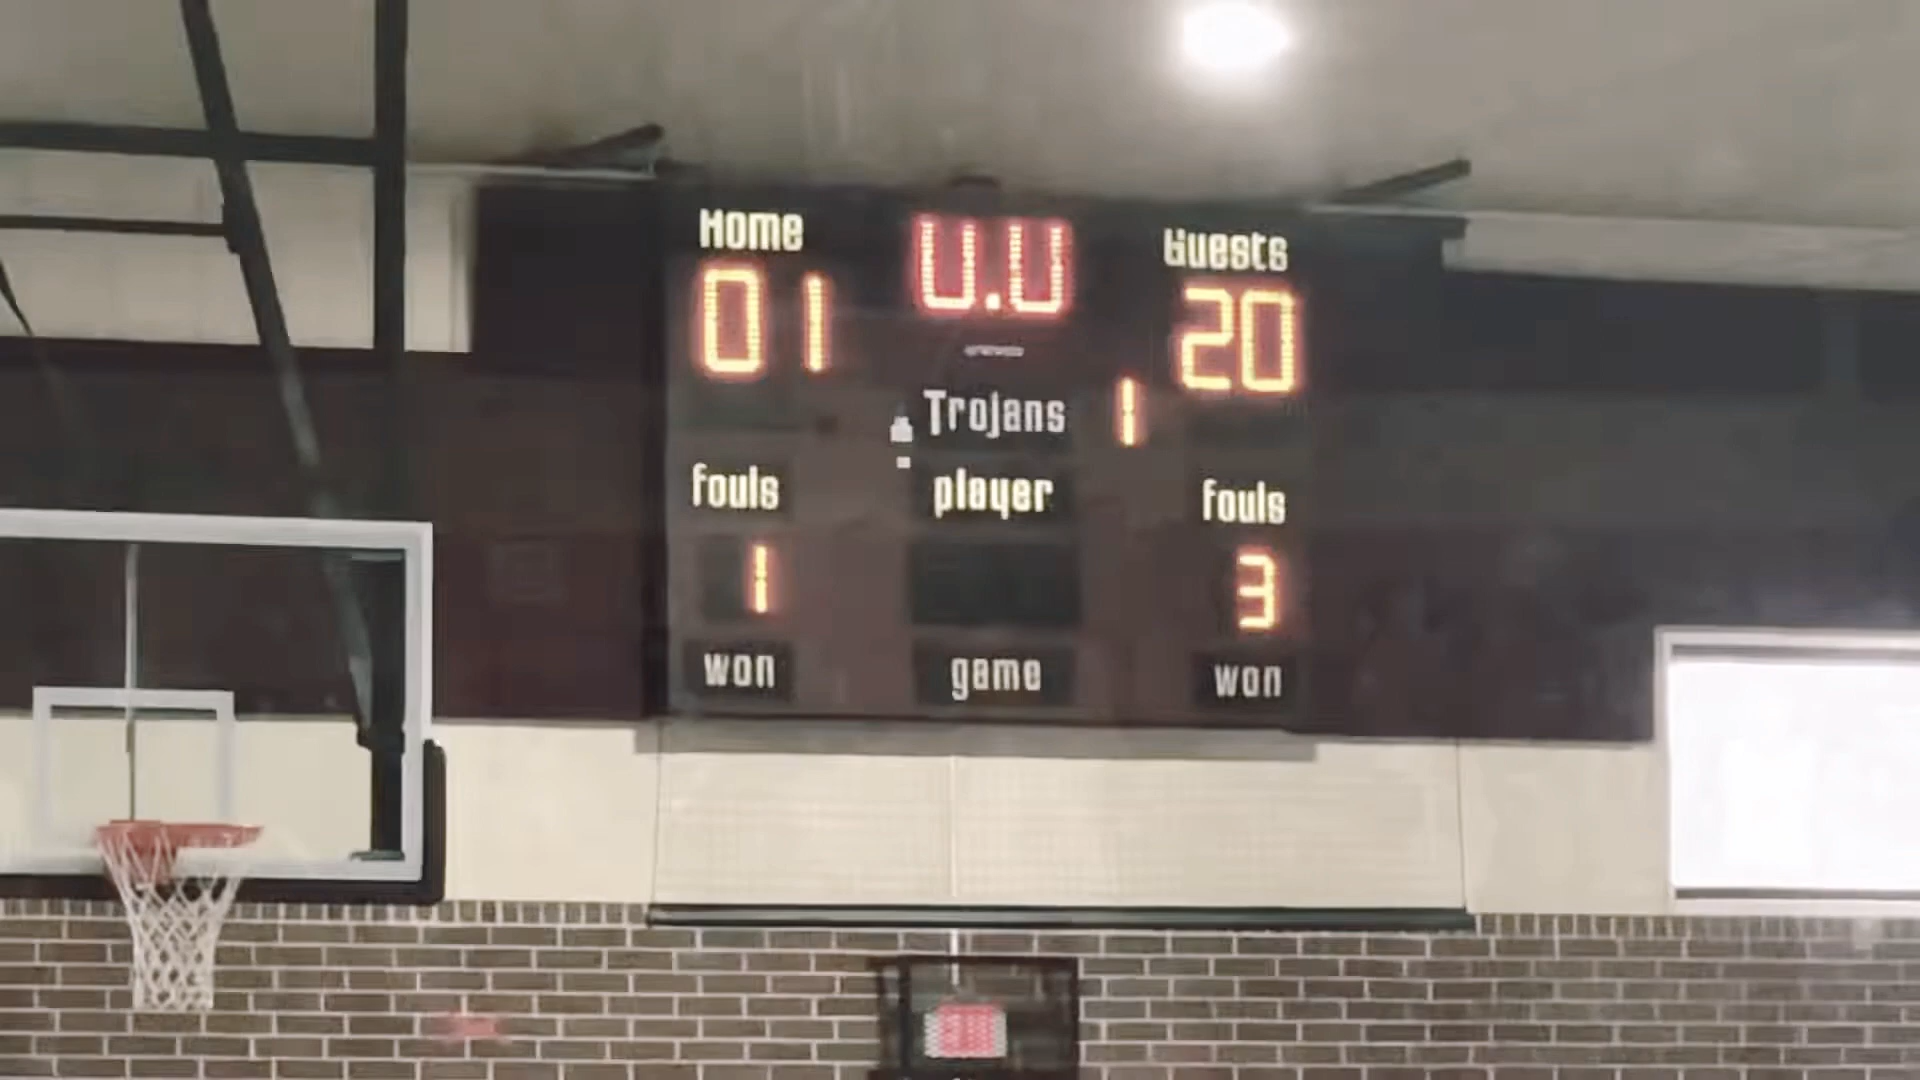 Home
Guests
0.0
01
20
Trojans
1
fouls
player
fouls
1
3
won
game
won